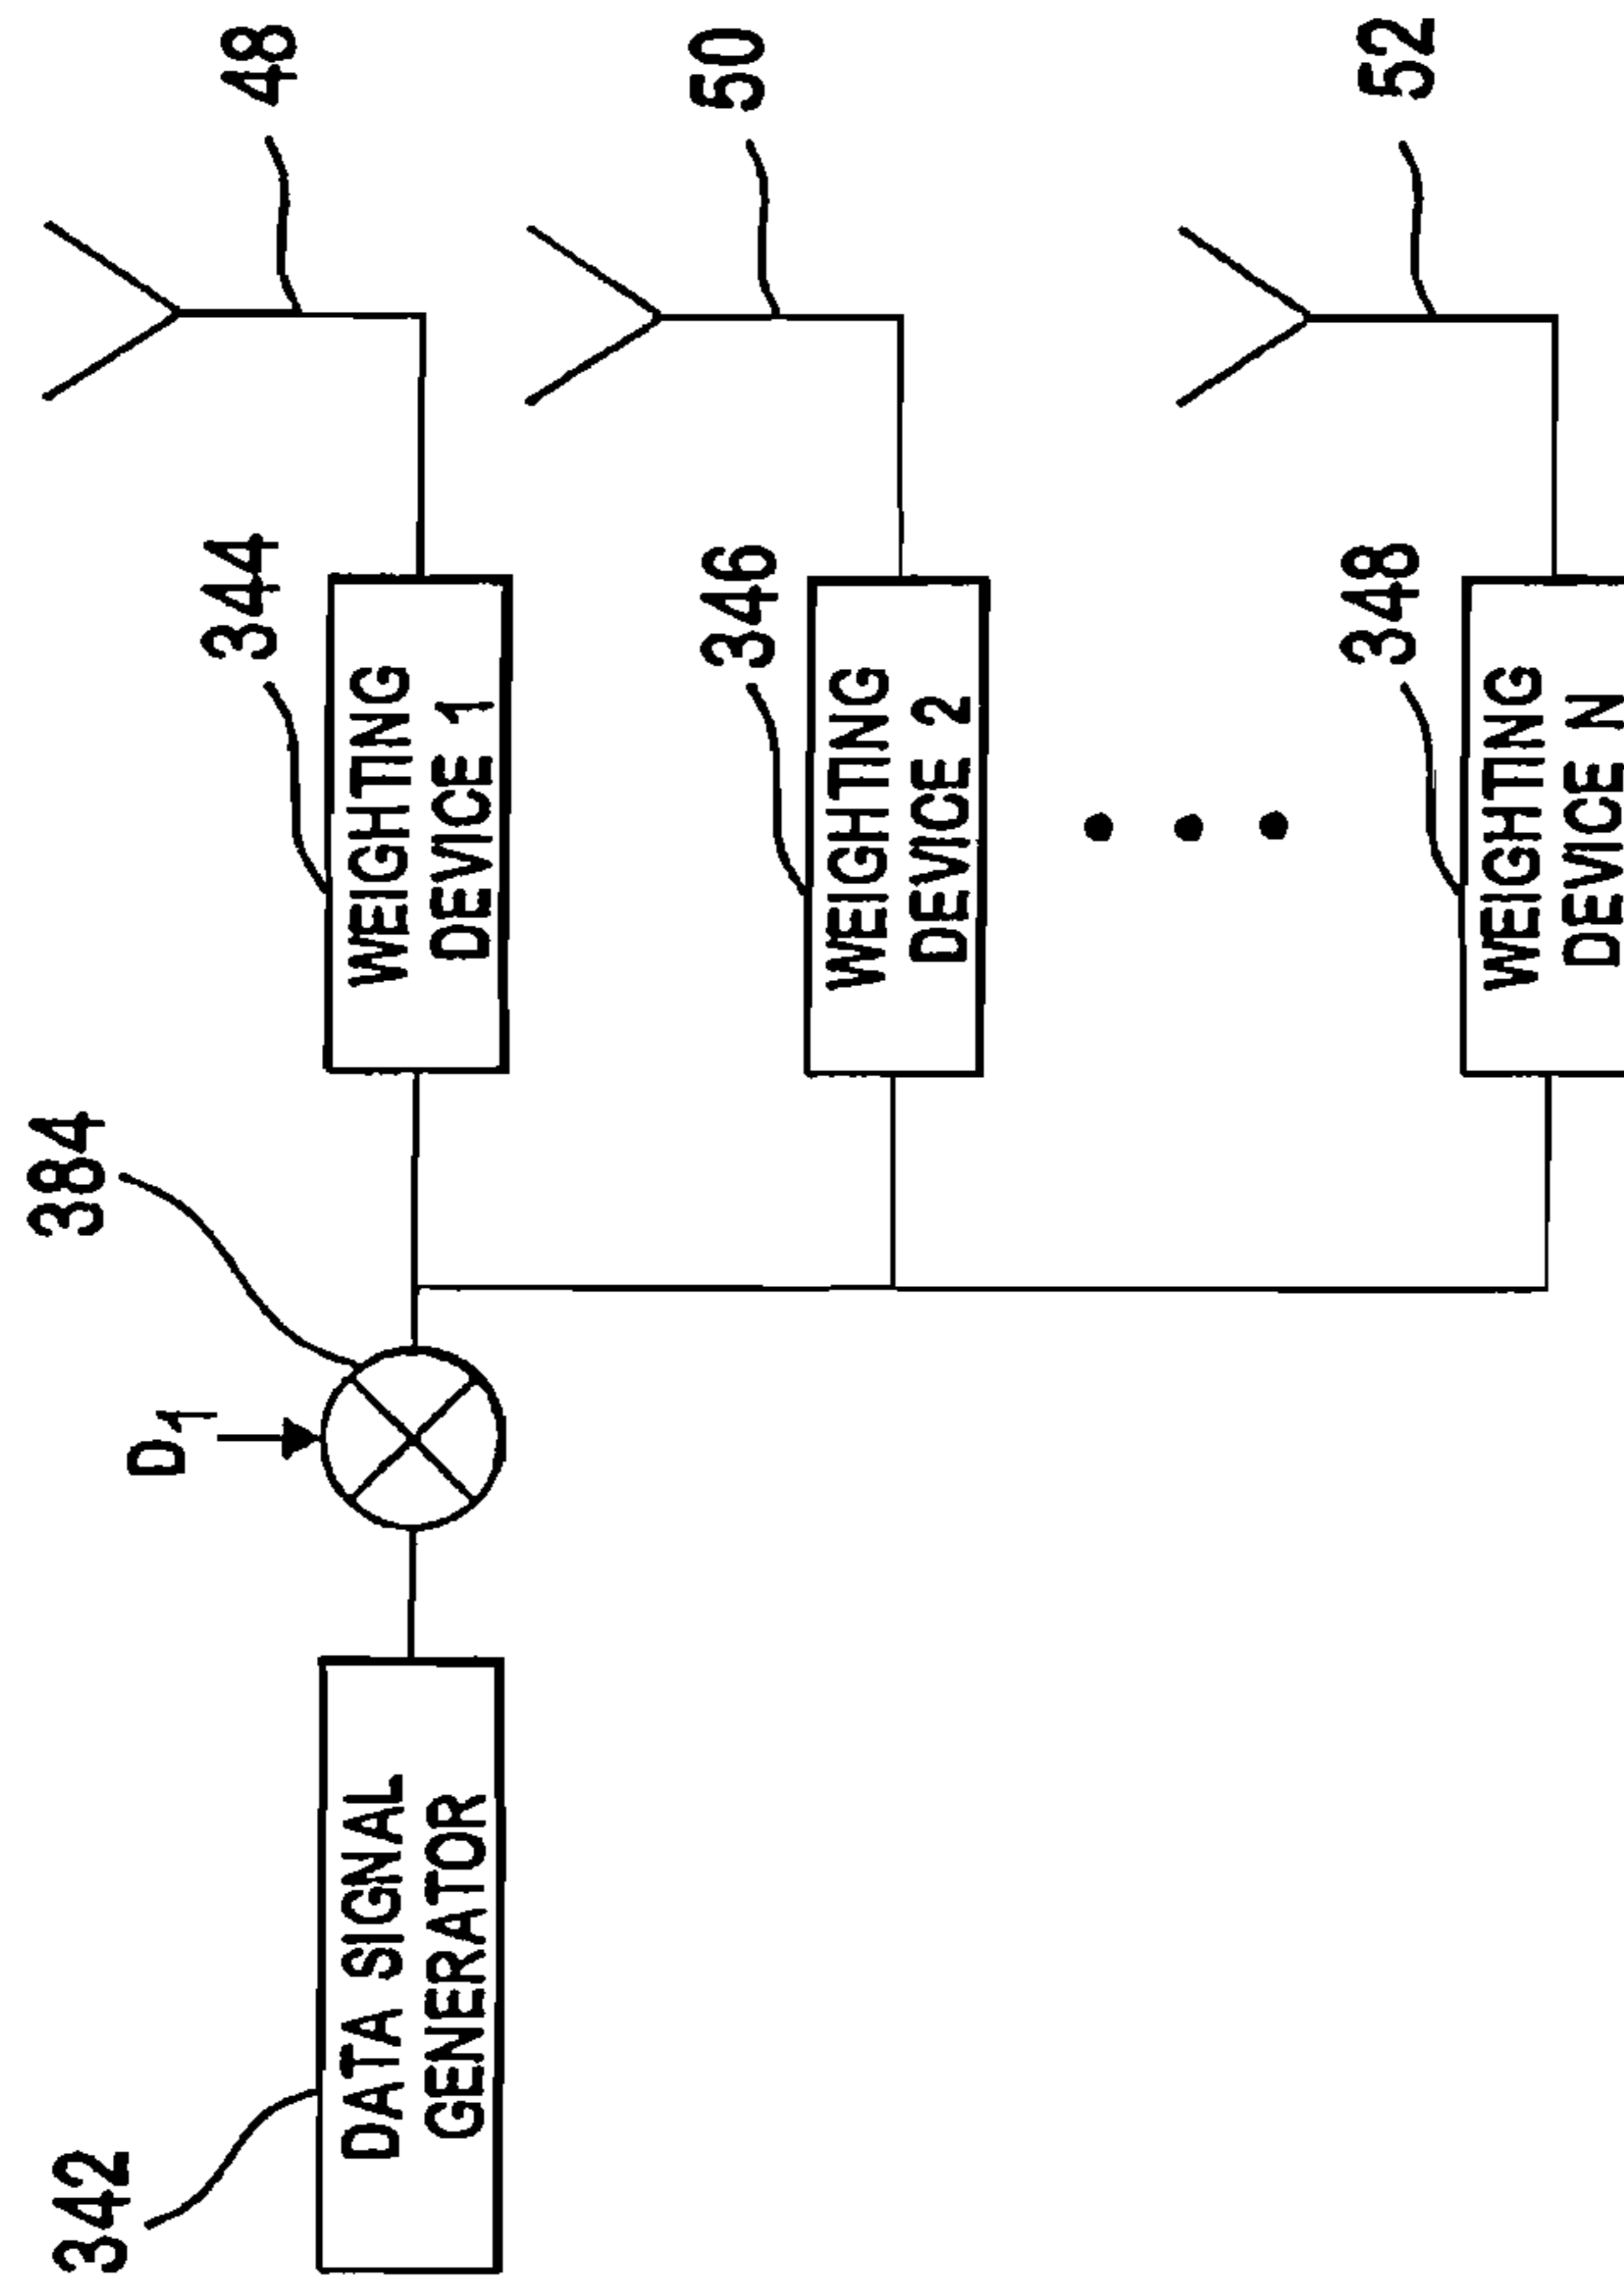 48
344
WEIGHTING
DEVICE 1
384
D1
342
DATA SIGNAL
GENERATOR
50
346
WEIGHTING
DEVICE 2
52
348
WEIGHTING
DEVICE N